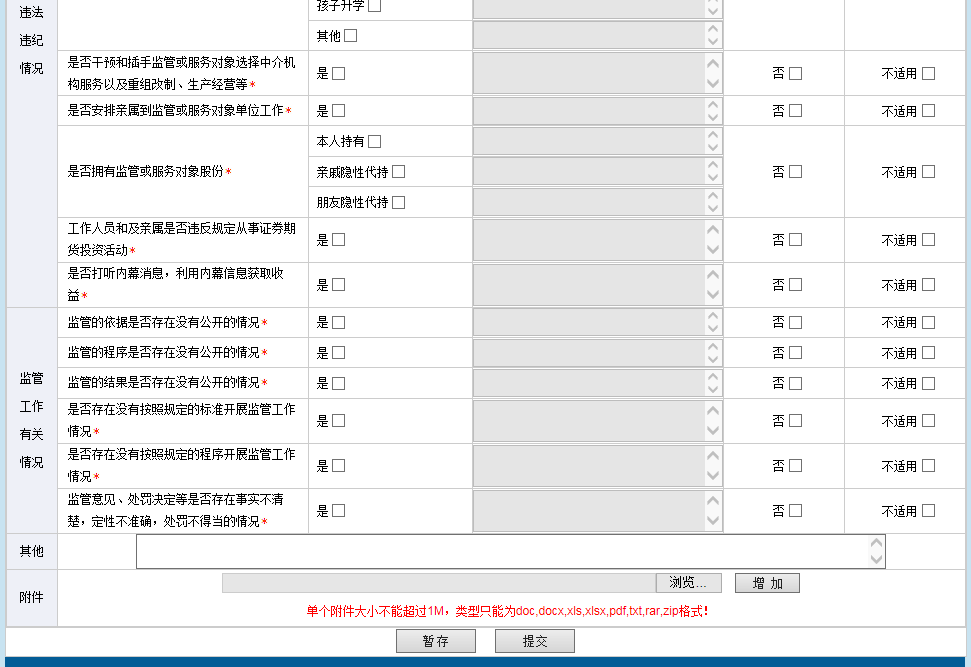 违法
违纪
情况
孩子升学
其他
是否干预和插手监管或服务对象选择中介机
构服务以及重组改制、生产经营等*
是
否
不适用
是否安排亲属到监管或服务对象单位工作*
是
否
不适用
是否拥有监管或服务对象股份*
本人持有
亲戚隐性代持
朋友隐性代持
否
不适用
工作人员和及亲属是否违反规定从事证券期
货投资活动*
是
否
不适用
是否打听内幕消息，利用内幕信息获取收
益*
是
否
不适用
监管
工作
有关
情况
监管的依据是否存在没有公开的情况*
是
否
不适用
监管的程序是否存在没有公开的情况*
是
否
不适用
监管的结果是否存在没有公开的情况*
是
否
不适用
是否存在没有按照规定的标准开展监管工作
情况*
是
否
不适用
是否存在没有按照规定的程序开展监管工作
情况*
是
否
不适用
监管意见、处罚决定等是否存在事实不清
楚，定性不准确，处罚不得当的情况*
是
否
不适用
其他
附件
浏览...
增 加
单个附件大小不能超过1M，类型只能为doc,docx,xls,xlsx,pdf,txt,rar,zip格式！
暂存
提交